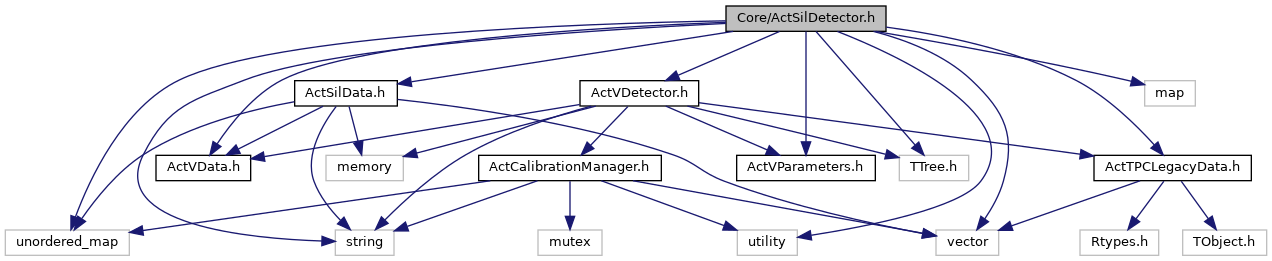 Core/ActSilDetector.h
ActSilData.h
ActVDetector.h
map
ActVData.h
memory
ActCalibrationManager.h
ActVParameters.h
TTree.h
ActTPCLegacyData.h
unordered_map
string
mutex
utility
vector
Rtypes.h
TObject.h